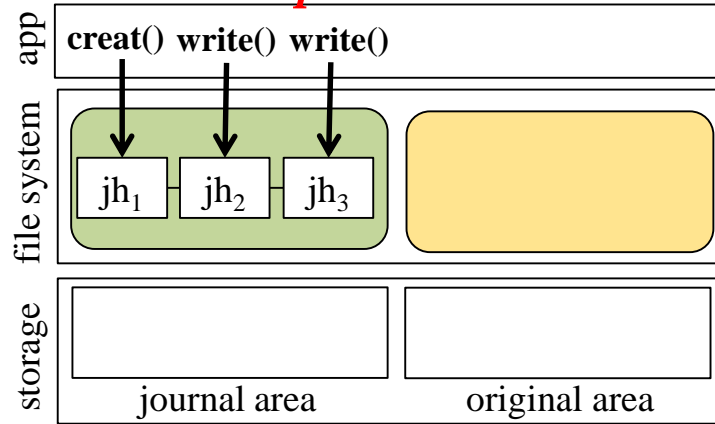 app
creat() write() write()
file system
jh₁ jh₂ jh₃
storage
journal area original area